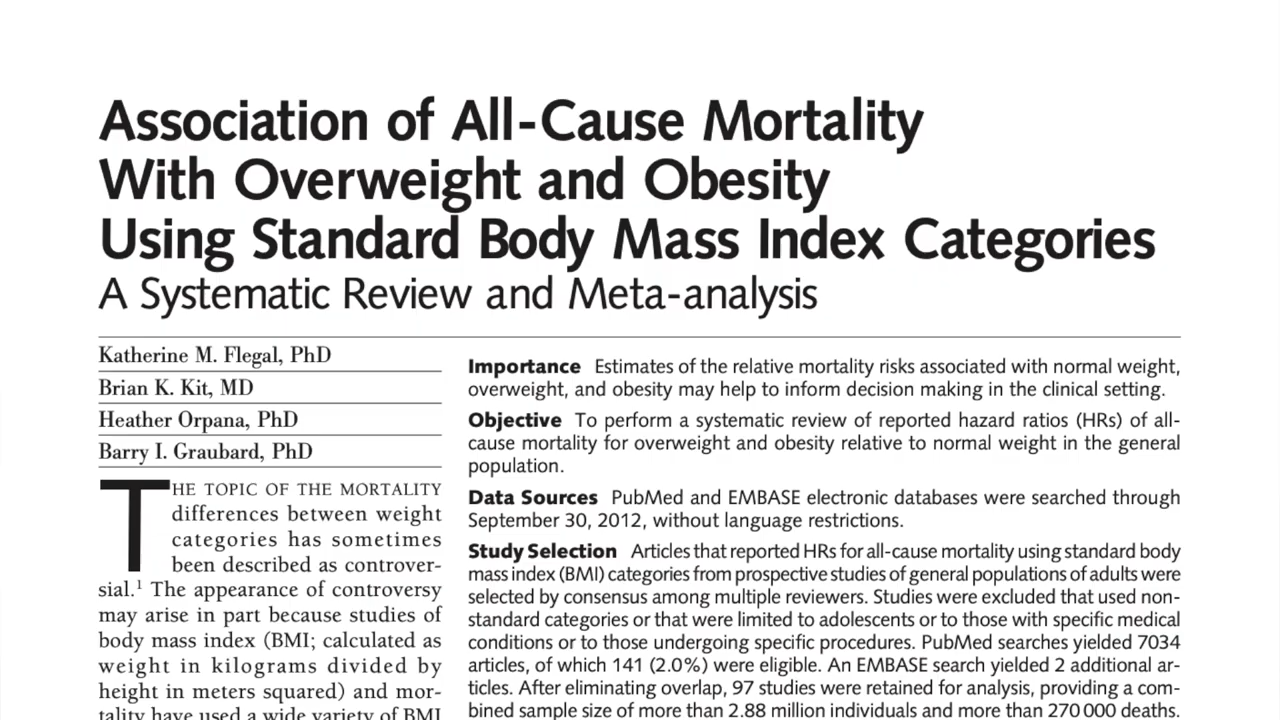 Association of All-Cause Mortality
With Overweight and Obesity
Using Standard Body Mass Index Categories
A Systematic Review and Meta-analysis
Katherine M. Flegal, PhD
Brian K. Kit, MD
Heather Orpana, PhD
Barry I. Graubard, PhD
THE TOPIC OF THE MORTALITY
differences between weight
categories has sometimes
been described as controver-
sial.1 The appearance of controversy
may arise in part because studies of
body mass index (BMI; calculated as
weight in kilograms divided by
height in meters squared) and mor-
tality have used a wide variety of BMI
Importance Estimates of the relative mortality risks associated with normal weight,
overweight, and obesity may help to inform decision making in the clinical setting.
Objective To perform a systematic review of reported hazard ratios (HRs) of all-
cause mortality for overweight and obesity relative to normal weight in the general
population.
Data Sources PubMed and EMBASE electronic databases were searched through
September 30, 2012, without language restrictions.
Study Selection Articles that reported HRs for all-cause mortality using standard body
mass index (BMI) categories from prospective studies of general populations of adults were
selected by consensus among multiple reviewers. Studies were excluded that used non-
standard categories or that were limited to adolescents or to those with specific medical
conditions or to those undergoing specific procedures. PubMed searches yielded 7034
articles, of which 141 (2.0%) were eligible. An EMBASE search yielded 2 additional ar-
ticles. After eliminating overlap, 97 studies were retained for analysis, providing a com-
bined sample size of more than 2.88 million individuals and more than 270 000 deaths.